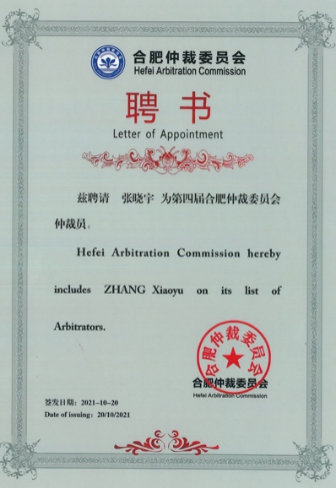 合肥仲裁委员会
Hefei Arbitration Commission
聘书
Letter of Appointment
兹聘请 张晓宇 为第四届合肥仲裁委员会
仲裁员。
Hefei Arbitration Commission hereby
includes ZHANG Xiaoyu on its list of
Arbitrators.
合肥仲裁委员会
合肥仲裁委员会
Hefei Arbitration Commission
签发日期：2021-10-20
Date of issuing: 20/10/2021